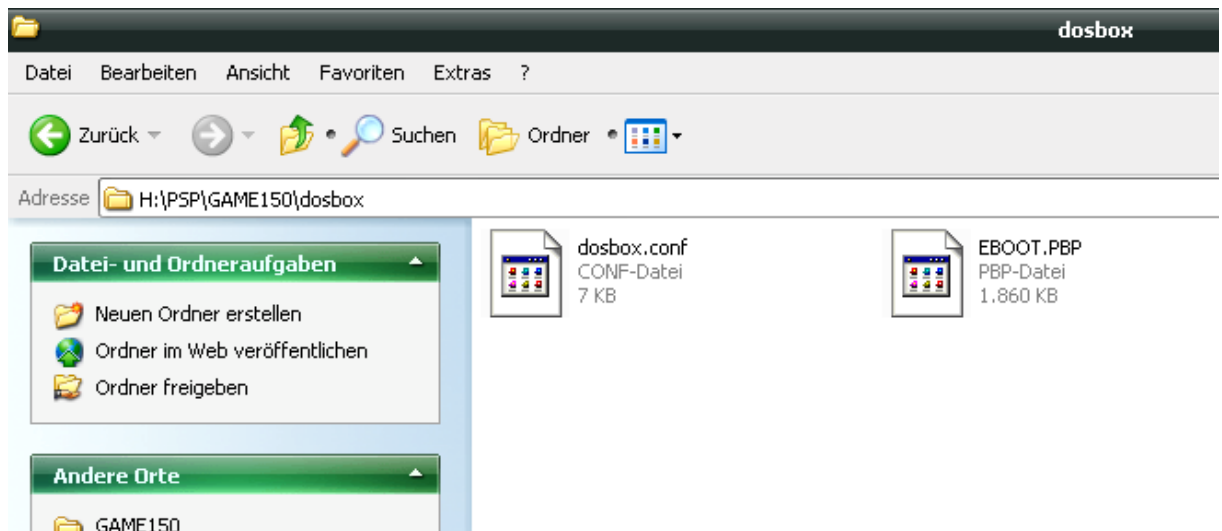 dosbox
Datei Bearbeiten Ansicht Favoriten Extras ?
Zurück Suchen Ordner
Adresse H:\PSP\GAME150\dosbox
Datei- und Ordneraufgaben
Neuen Ordner erstellen
Ordner im Web veröffentlichen
Ordner freigeben
Andere Orte
GAME150
dosbox.conf
CONF-Datei
7 KB
EBOOT.PBP
PBP-Datei
1.860 KB